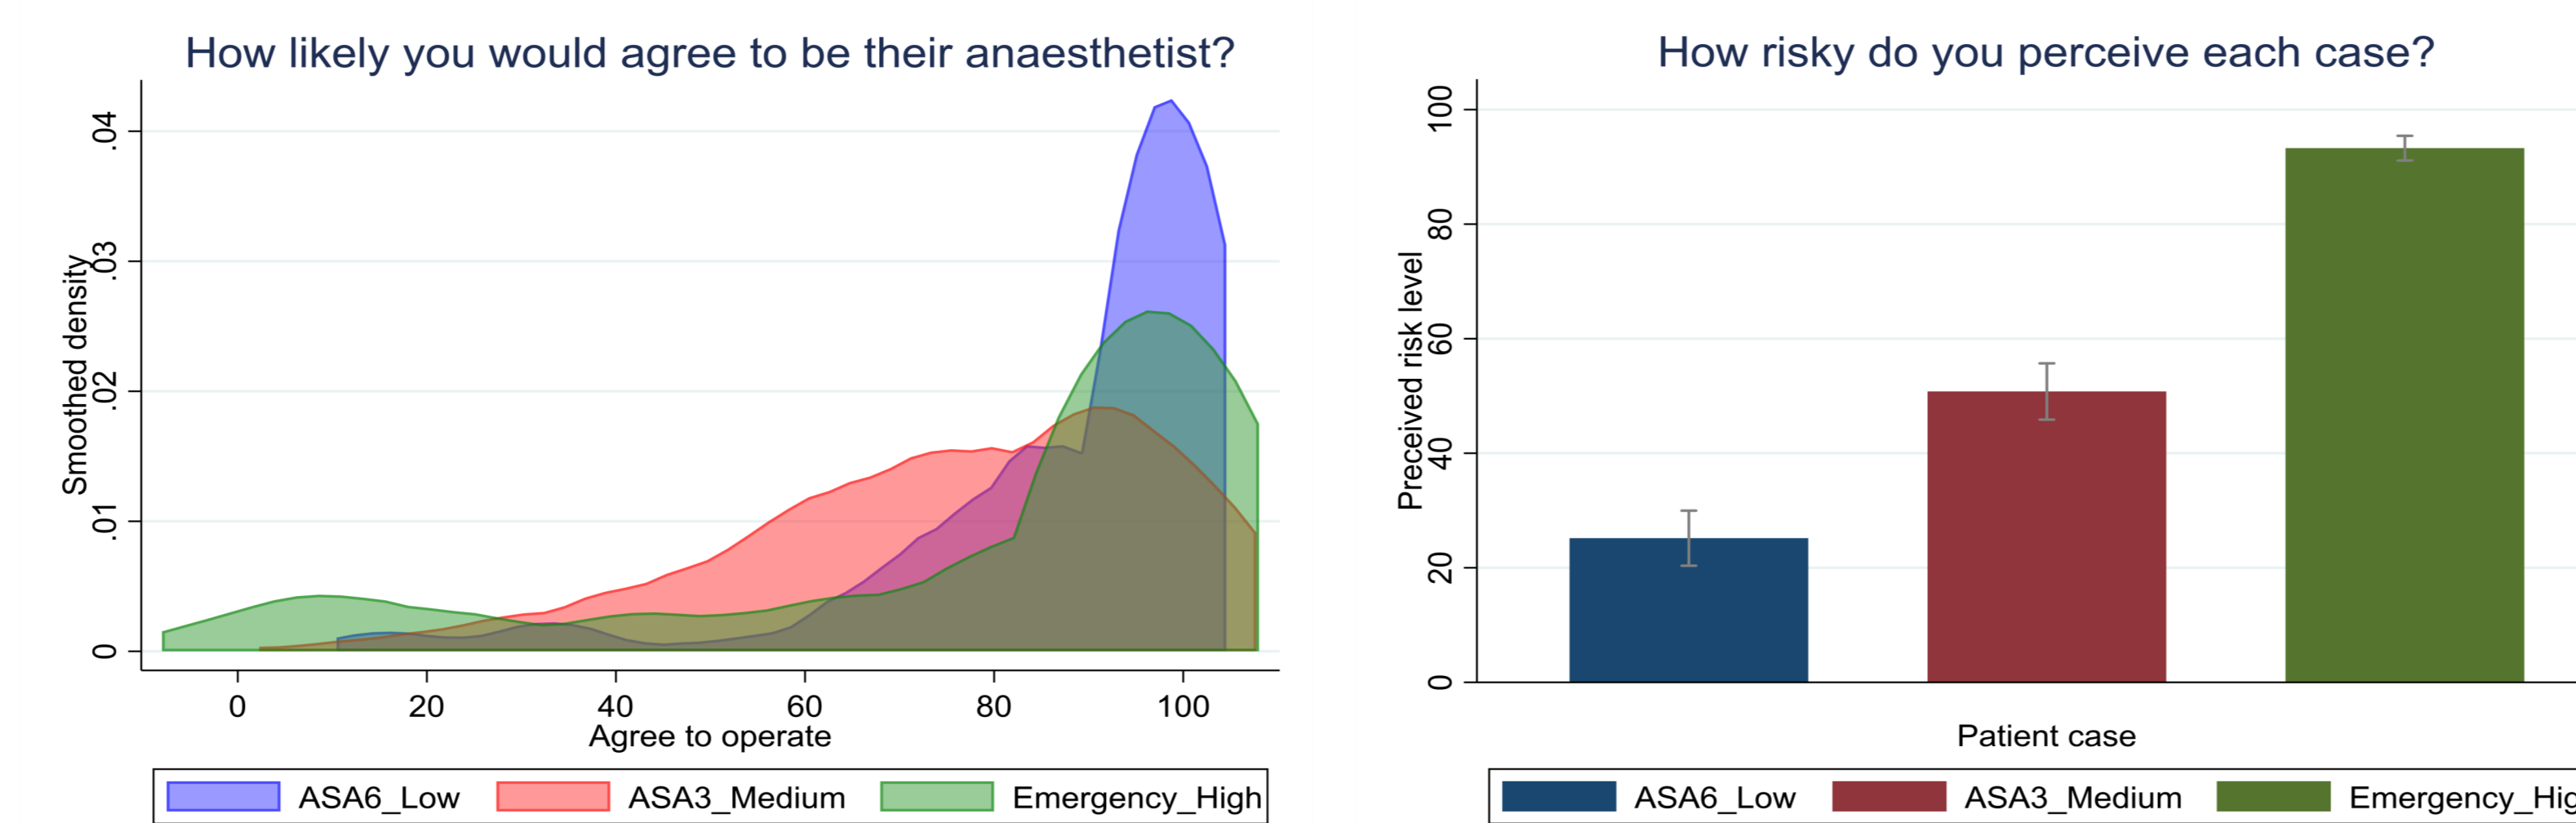 How likely you would agree to be their anaesthetist?
Smoothed density
.04
.03
.02
.01
0
0 20 40 60 80 100
Agree to operate
ASA6_Low ASA3_Medium Emergency_High
How risky do you perceive each case?
Preceived risk level
100
80
60
40
20
0
Patient case
ASA6_Low ASA3_Medium Emergency_Hig